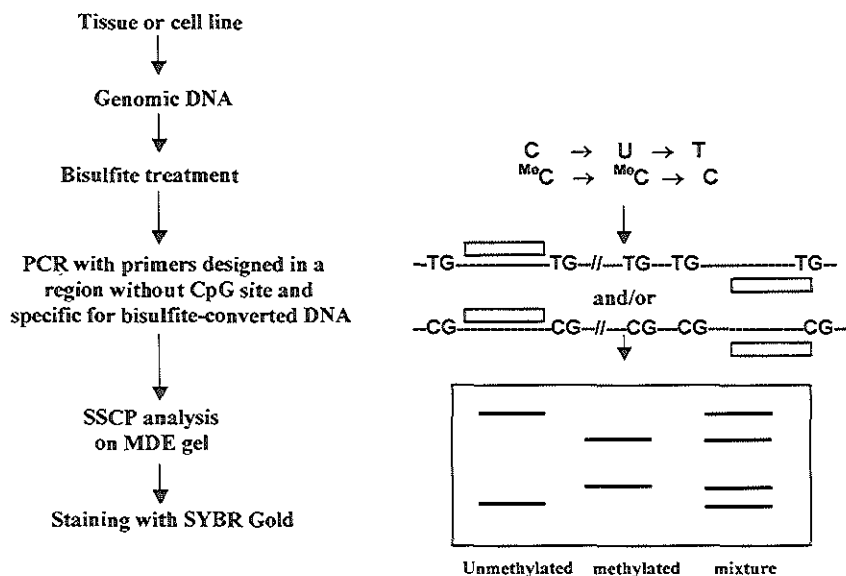 Tissue or cell line
Genomic DNA
Bisulfite treatment
PCR with primers designed in a
region without CpG site and
specific for bisulfite-converted DNA
SSCP analysis
on MDE gel
Staining with SYBR Gold
C → U → T
MeC → MeC → C
--TG TG--//--TG--TG TG--
and/or
--CG CG--//--CG--CG CG--
Unmethylated methylated mixture